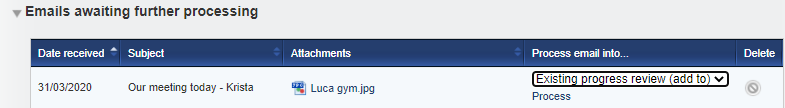 Emails awaiting further processing
Date received Subject Attachments Process email into... Delete
31/03/2020 Our meeting today - Krista Luca gym.jpg Existing progress review (add to)
Process